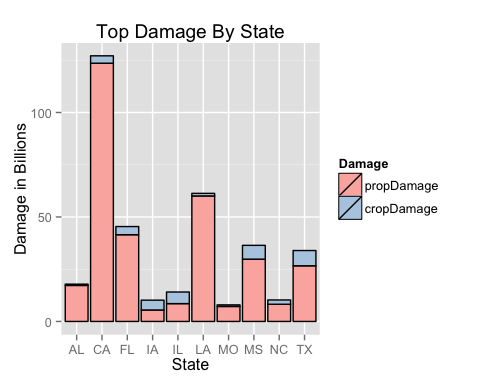 Top Damage By State
Damage in Billions
100
50
0
AL CA FL IA IL LA MO MS NC TX
State
Damage
propDamage
cropDamage